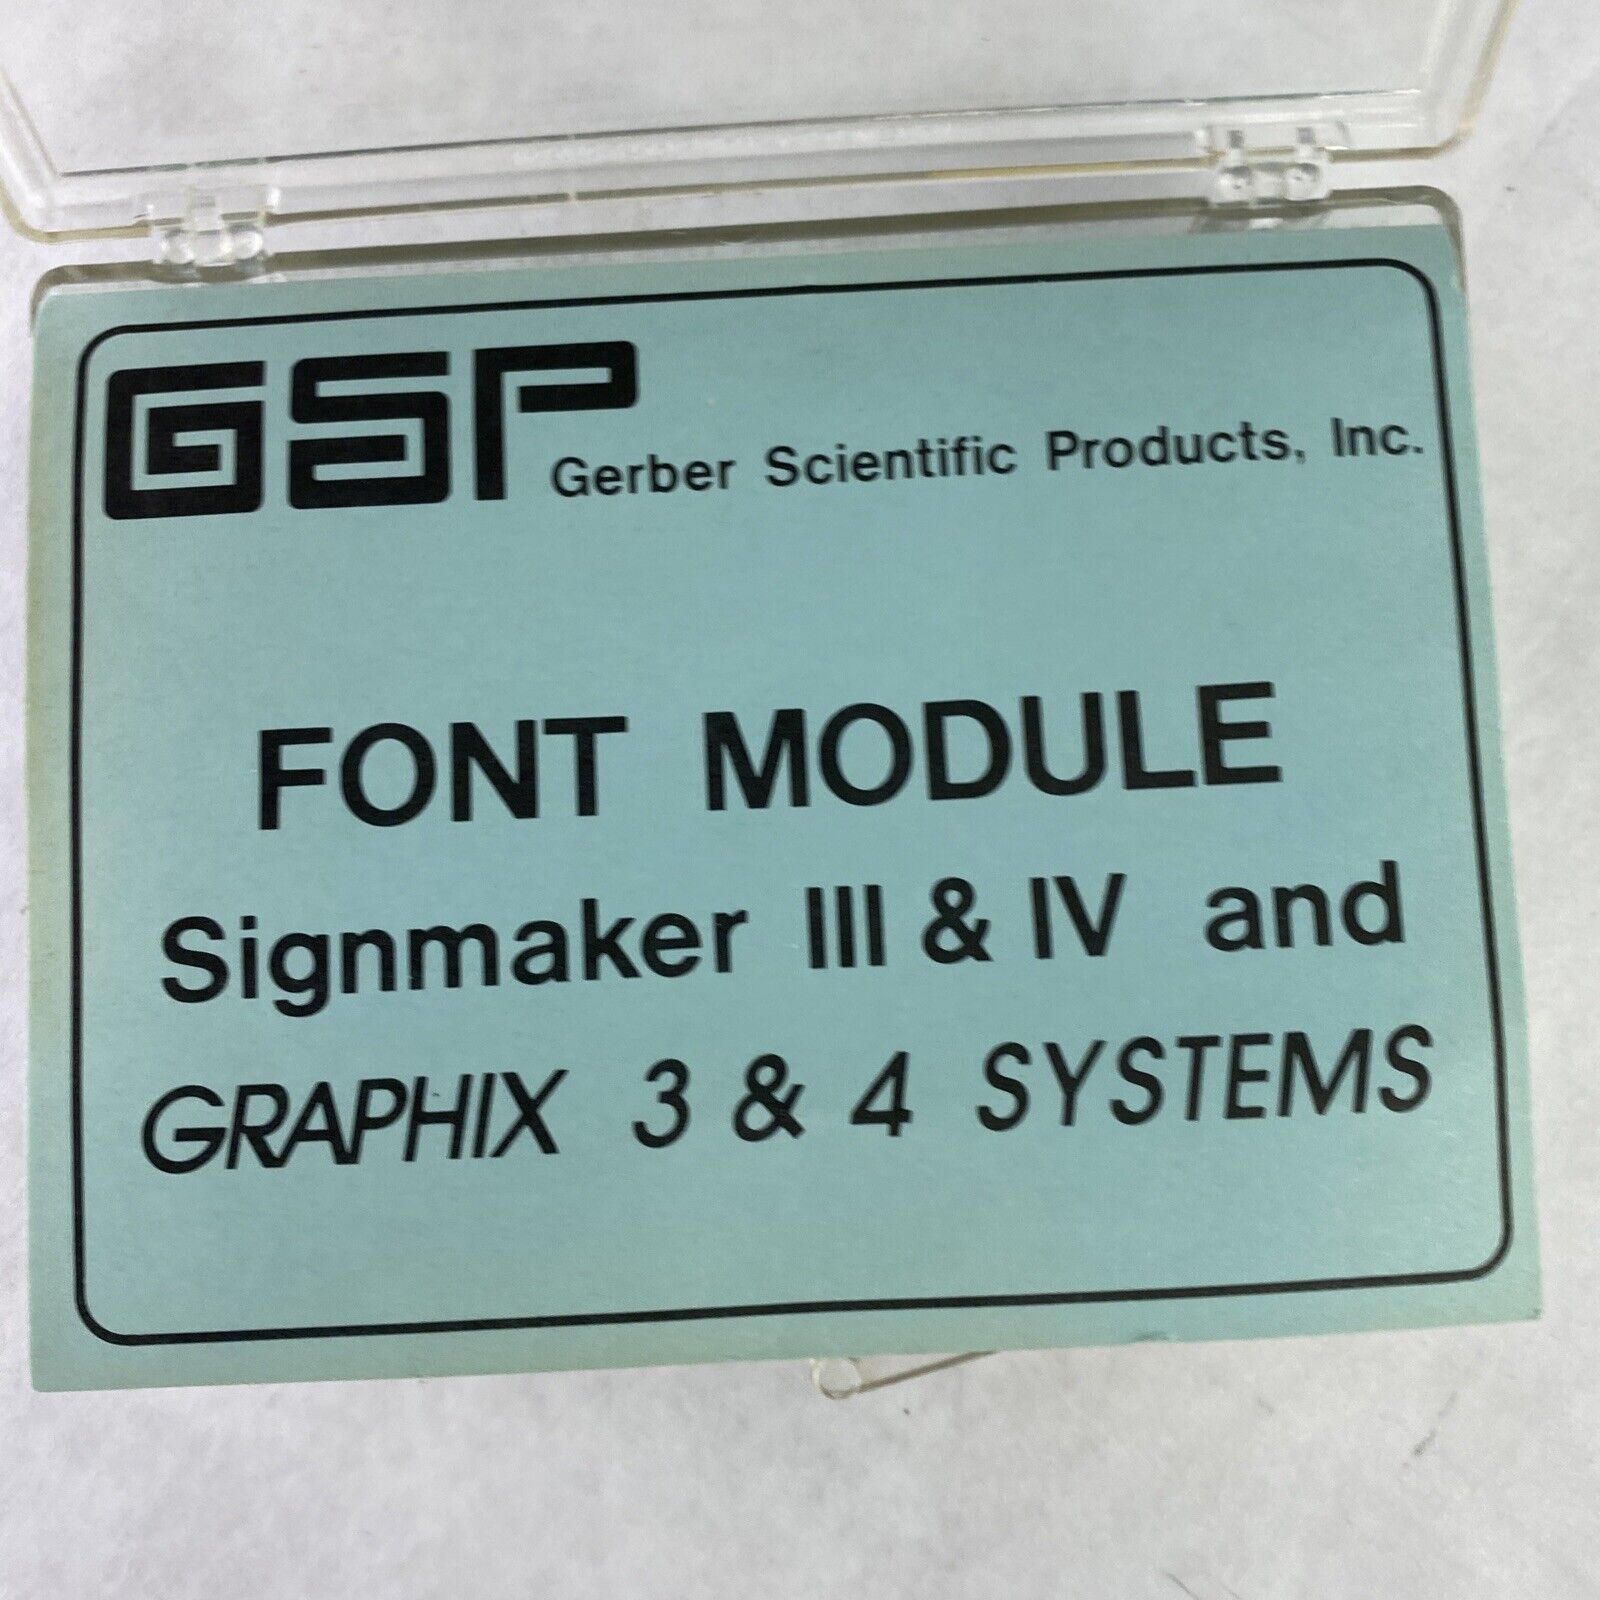 GSP Gerber Scientific Products, Inc.
FONT MODULE
Signmaker III & IV and
GRAPHIX 3 & 4 SYSTEMS